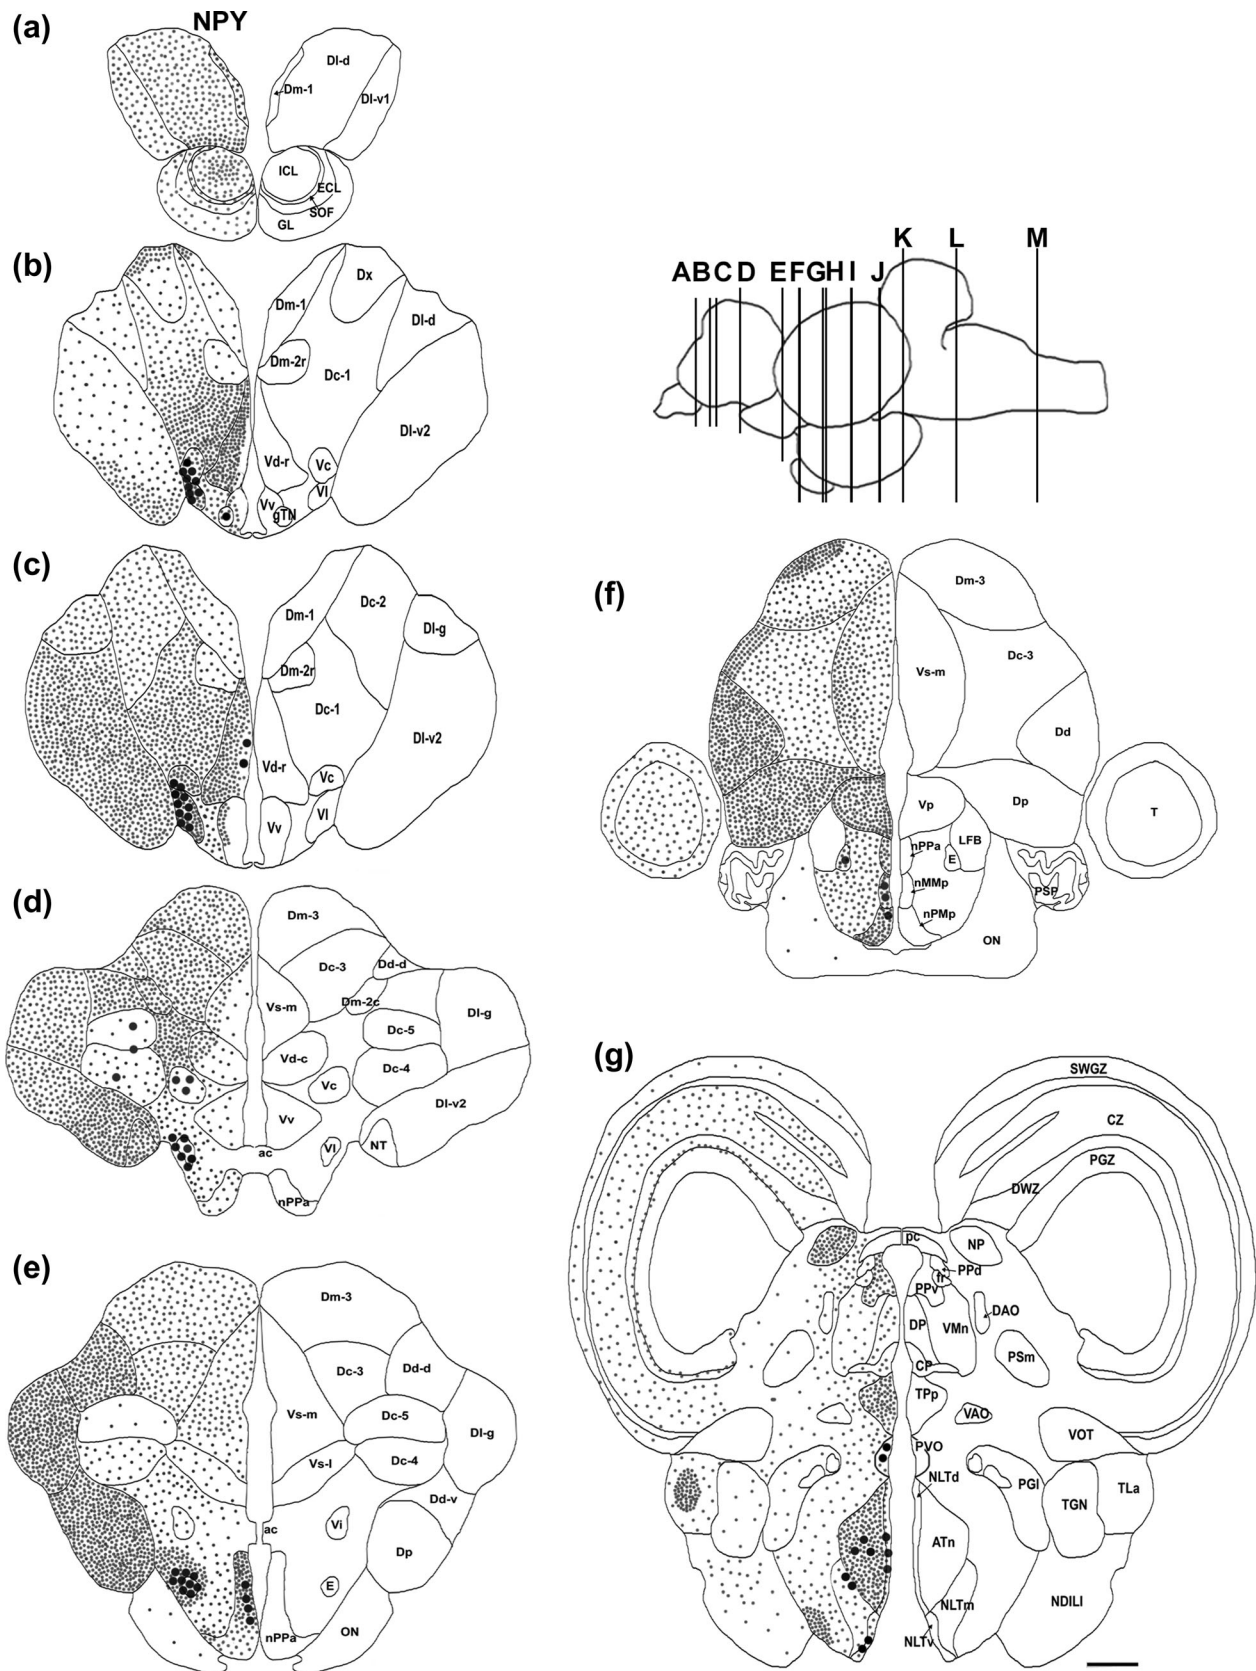 (a)
NPY
Dl-d
Dm-1
Dl-v1
ICL
ECL
SOF
GL
(b)
Dx
Dm-1
Dl-d
Dm-2r
Dc-1
Dl-v2
Vd-r
Vc
Vl
Vv
gTN
A B C D E F G H I J K L M
(c)
Dc-2
Dm-1
Dl-g
Dm-2r
Dc-1
Dl-v2
Vd-r
Vc
Vl
Vv
(d)
Dm-3
Dc-3
Dd-d
Dm-2c
Vs-m
Dl-g
Dc-5
Vd-c
Dc-4
Vc
Dl-v2
Vv
ac
Vl
NT
nPPa
(e)
Dm-3
Dc-3
Dd-d
Vs-m
Dc-5
Dl-g
Vs-l
Dc-4
Dd-v
ac
Vi
Dp
E
nPPa
ON
(f)
Dm-3
Dc-3
Vs-m
Dd
Vp
Dp
T
LFB
nPPa
E
nMMp
PSP
nPMp
ON
(g)
SWGZ
CZ
PGZ
DWZ
pc
NP
PPd
fr
PPv
DAO
DP
VMn
PSm
CP
TPp
VAO
VOT
PVO
NLTd
PGl
TLa
TGN
ATn
NDILl
NLTm
NLTv